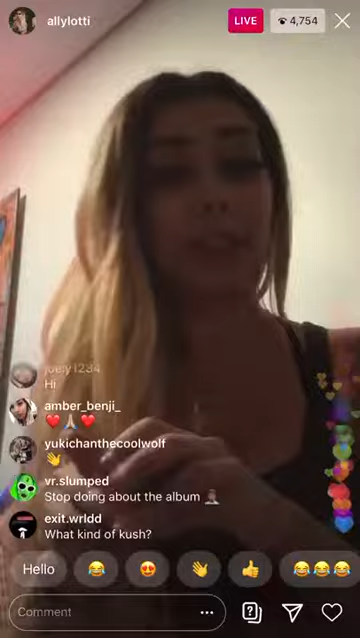 allylotti
LIVE
4,754
joely1234
Hi
amber_benji_
❤️🙏🏻❤️
yukichanthecoolwolf
👋
vr.slumped
Stop doing about the album 🤦🏻‍♂️
exit.wrldd
What kind of kush?
Hello 😂 😍 👋 👍 😂😂😂
Comment